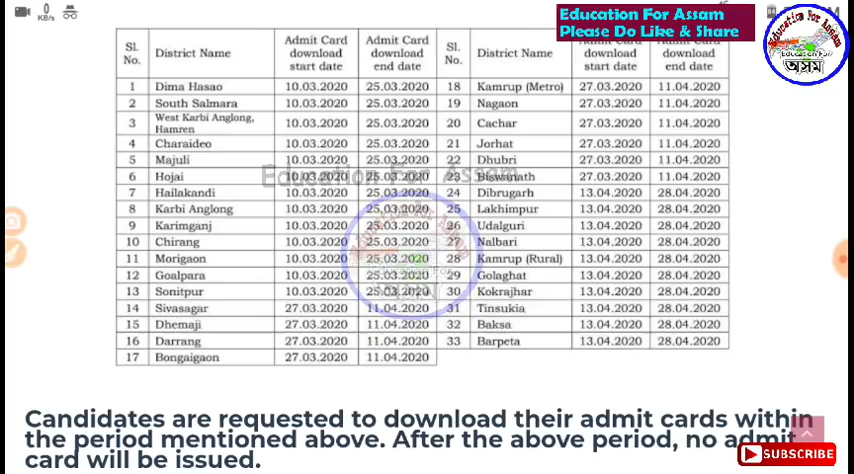 0
KB/s
Education For Assam
Please Do Like & Share
Education For Assam
Education For
অসম
Sl. No. District Name Admit Card download start date Admit Card download end date Sl. No. District Name Admit Card download start date Admit Card download end date
1 Dima Hasao 10.03.2020 25.03.2020 18 Kamrup (Metro) 27.03.2020 11.04.2020
2 South Salmara 10.03.2020 25.03.2020 19 Nagaon 27.03.2020 11.04.2020
3 West Karbi Anglong, Hamren 10.03.2020 25.03.2020 20 Cachar 27.03.2020 11.04.2020
4 Charaideo 10.03.2020 25.03.2020 21 Jorhat 27.03.2020 11.04.2020
5 Majuli 10.03.2020 25.03.2020 22 Dhubri 27.03.2020 11.04.2020
6 Hojai 10.03.2020 25.03.2020 23 Biswanath 27.03.2020 11.04.2020
7 Hailakandi 10.03.2020 25.03.2020 24 Dibrugarh 13.04.2020 28.04.2020
8 Karbi Anglong 10.03.2020 25.03.2020 25 Lakhimpur 13.04.2020 28.04.2020
9 Karimganj 10.03.2020 25.03.2020 26 Udalguri 13.04.2020 28.04.2020
10 Chirang 10.03.2020 25.03.2020 27 Nalbari 13.04.2020 28.04.2020
11 Morigaon 10.03.2020 25.03.2020 28 Kamrup (Rural) 13.04.2020 28.04.2020
12 Goalpara 10.03.2020 25.03.2020 29 Golaghat 13.04.2020 28.04.2020
13 Sonitpur 10.03.2020 25.03.2020 30 Kokrajhar 13.04.2020 28.04.2020
14 Sivasagar 27.03.2020 11.04.2020 31 Tinsukia 13.04.2020 28.04.2020
15 Dhemaji 27.03.2020 11.04.2020 32 Baksa 13.04.2020 28.04.2020
16 Darrang 27.03.2020 11.04.2020 33 Barpeta 13.04.2020 28.04.2020
17 Bongaigaon 27.03.2020 11.04.2020
Education For Assam
Education For Assam
Education For
অসম
Candidates are requested to download their admit cards within
the period mentioned above. After the above period, no admit
card will be issued.
SUBSCRIBE